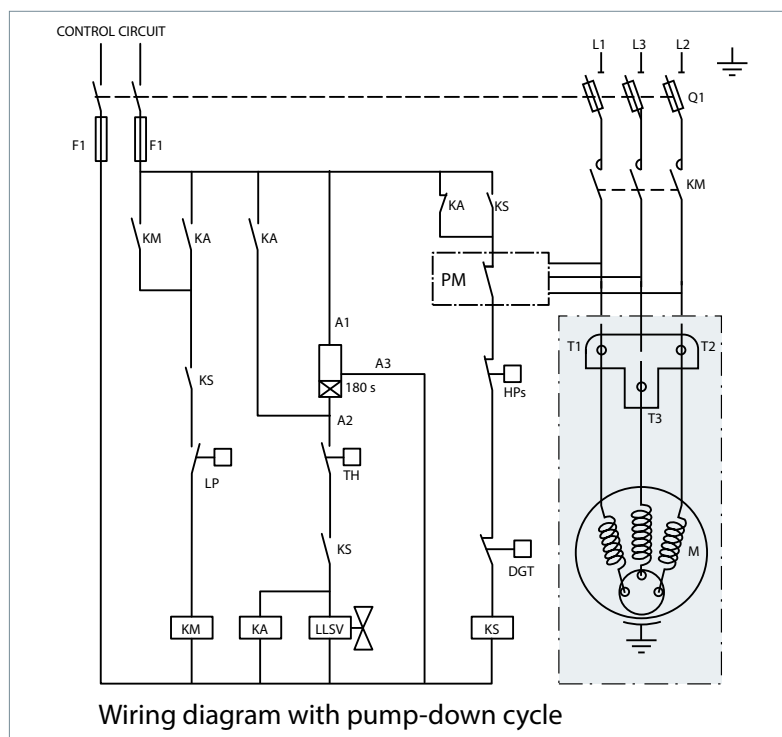 CONTROL CIRCUIT
L1 L3 L2
Q1
F1 F1
KM
KA KS
KM KA KA
PM
A1
T1 T2
A3
KS 180 s HPs
A2 T3
LP TH
KS M
DGT
KM KA LLSV KS
Wiring diagram with pump-down cycle